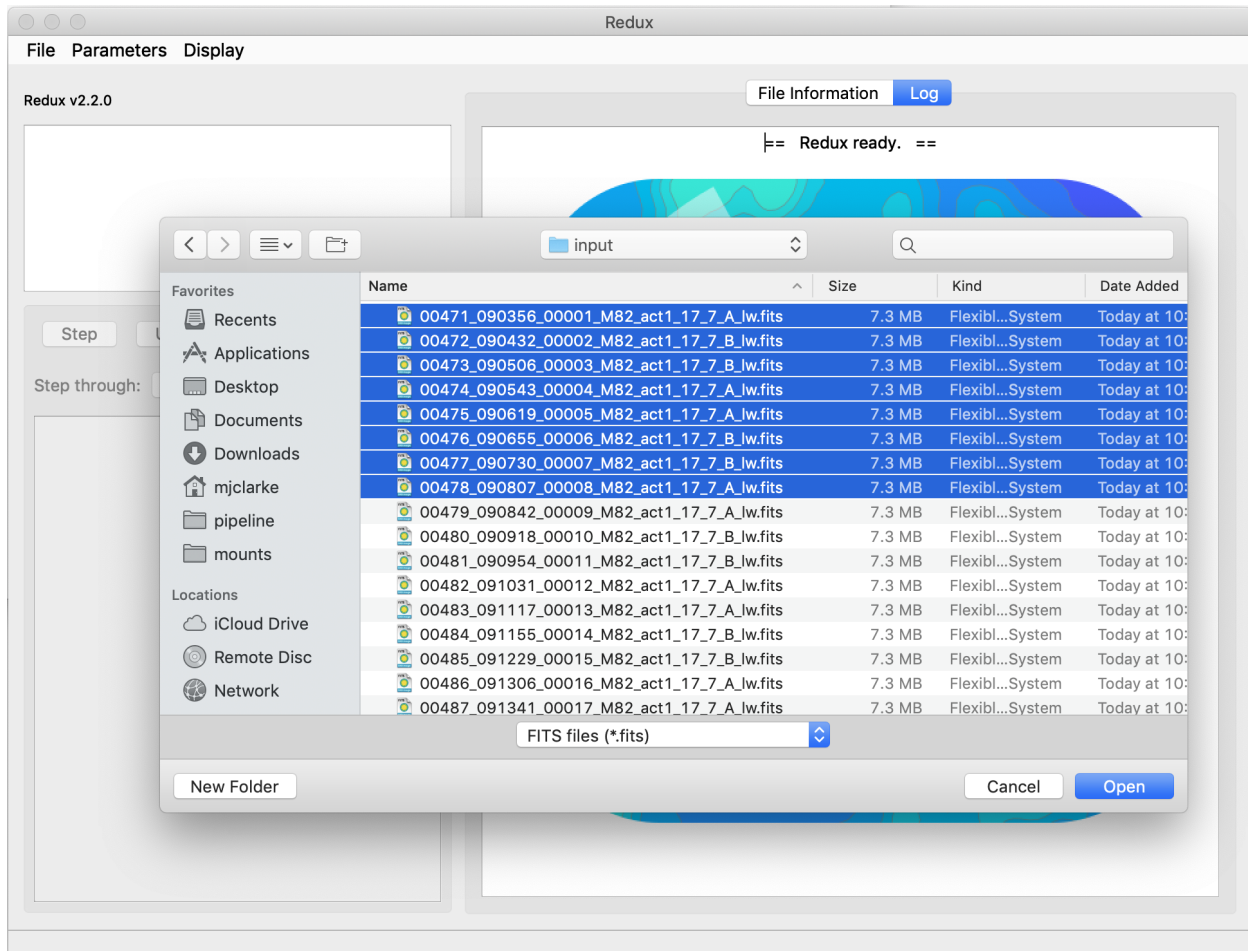 Redux
File Parameters Display
Redux v2.2.0
File Information Log
== Redux ready. ==
input
Step U
Step through:
Favorites
Recents
Applications
Desktop
Documents
Downloads
mjclarke
pipeline
mounts
Locations
iCloud Drive
Remote Disc
Network
Name Size Kind Date Added
00471_090356_00001_M82_act1_17_7_A_lw.fits 7.3 MB Flexibl...System Today at 10:
00472_090432_00002_M82_act1_17_7_B_lw.fits 7.3 MB Flexibl...System Today at 10:
00473_090506_00003_M82_act1_17_7_B_lw.fits 7.3 MB Flexibl...System Today at 10:
00474_090543_00004_M82_act1_17_7_A_lw.fits 7.3 MB Flexibl...System Today at 10:
00475_090619_00005_M82_act1_17_7_A_lw.fits 7.3 MB Flexibl...System Today at 10:
00476_090655_00006_M82_act1_17_7_B_lw.fits 7.3 MB Flexibl...System Today at 10:
00477_090730_00007_M82_act1_17_7_B_lw.fits 7.3 MB Flexibl...System Today at 10:
00478_090807_00008_M82_act1_17_7_A_lw.fits 7.3 MB Flexibl...System Today at 10:
00479_090842_00009_M82_act1_17_7_A_lw.fits 7.3 MB Flexibl...System Today at 10:
00480_090918_00010_M82_act1_17_7_B_lw.fits 7.3 MB Flexibl...System Today at 10:
00481_090954_00011_M82_act1_17_7_B_lw.fits 7.3 MB Flexibl...System Today at 10:
00482_091031_00012_M82_act1_17_7_A_lw.fits 7.3 MB Flexibl...System Today at 10:
00483_091117_00013_M82_act1_17_7_A_lw.fits 7.3 MB Flexibl...System Today at 10:
00484_091155_00014_M82_act1_17_7_B_lw.fits 7.3 MB Flexibl...System Today at 10:
00485_091229_00015_M82_act1_17_7_B_lw.fits 7.3 MB Flexibl...System Today at 10:
00486_091306_00016_M82_act1_17_7_A_lw.fits 7.3 MB Flexibl...System Today at 10:
00487_091341_00017_M82_act1_17_7_A_lw.fits 7.3 MB Flexibl...System Today at 10:
FITS files (*.fits)
New Folder Cancel Open